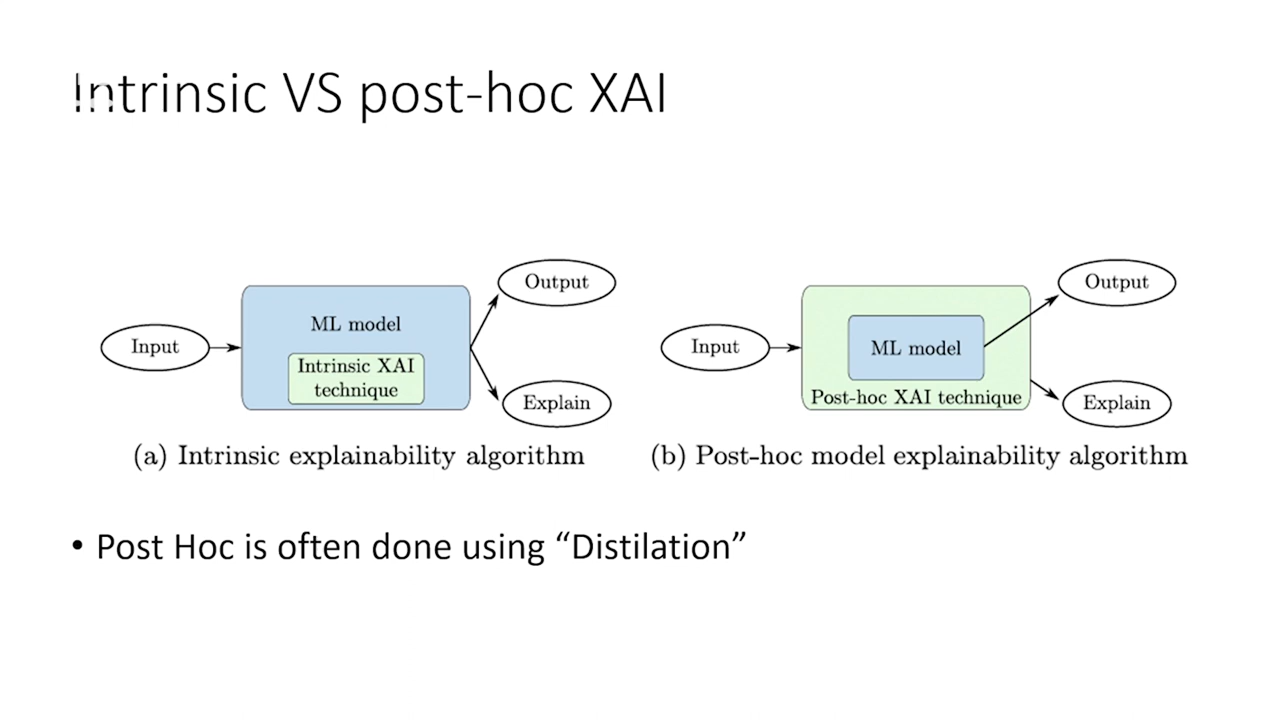 Intrinsic VS post-hoc XAI
Input
ML model
Intrinsic XAI
technique
Output
Explain
(a) Intrinsic explainability algorithm
Input
ML model
Post-hoc XAI technique
Output
Explain
(b) Post-hoc model explainability algorithm
• Post Hoc is often done using “Distilation”